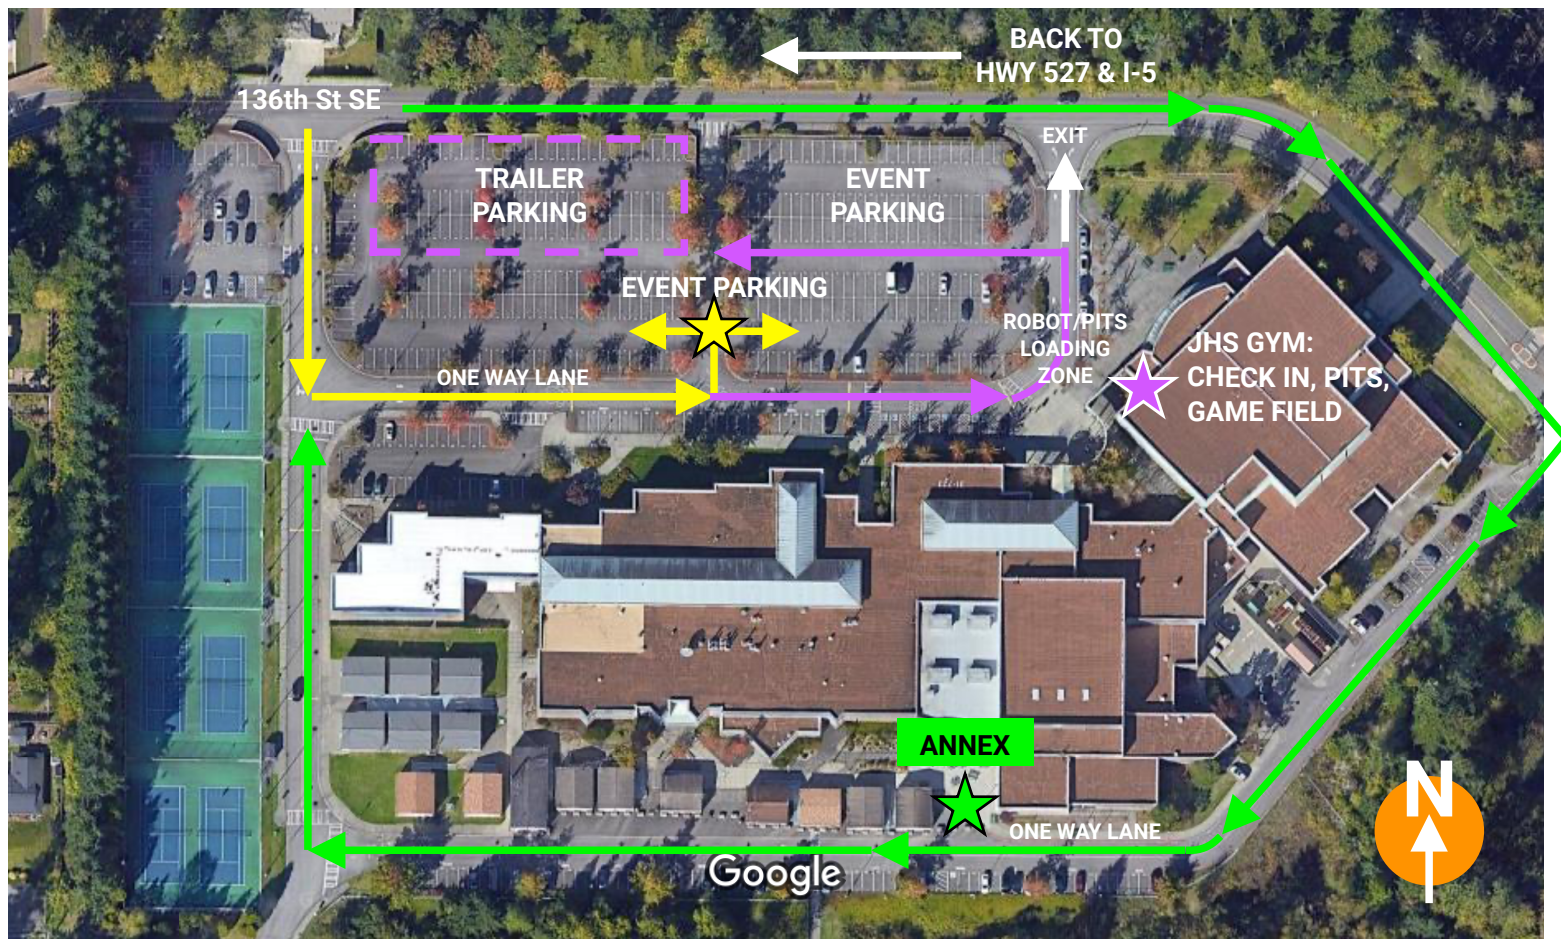 BACK TO
HWY 527 & I-5
136th St SE
EXIT
TRAILER
PARKING
EVENT
PARKING
EVENT PARKING
ROBOT/PITS
LOADING
ZONE
JHS GYM:
CHECK IN, PITS,
GAME FIELD
ONE WAY LANE
ANNEX
ONE WAY LANE
Google
N